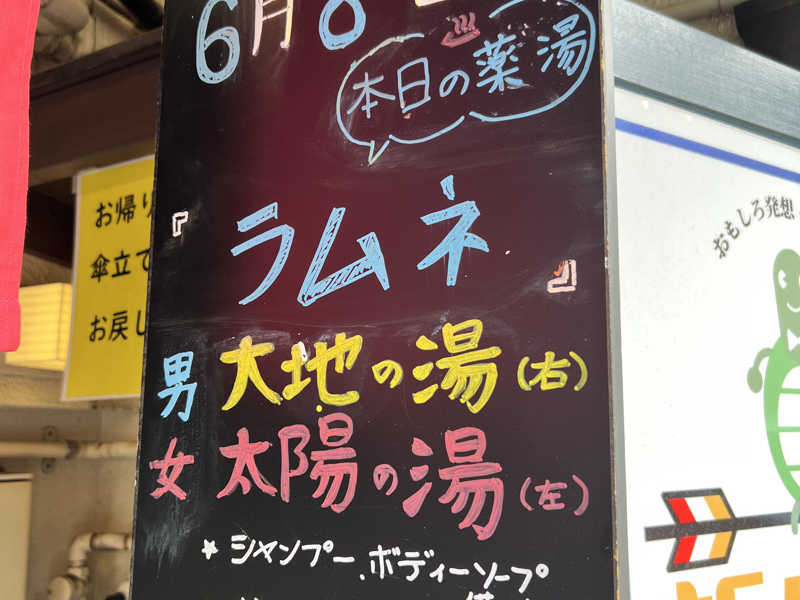 6月8
本日の薬湯
『ラムネ』
男 大地の湯(右)
女 太陽の湯(左)
* シャンプー、ボディーソープ
お帰り
傘立て
お戻し
おもしろ発想